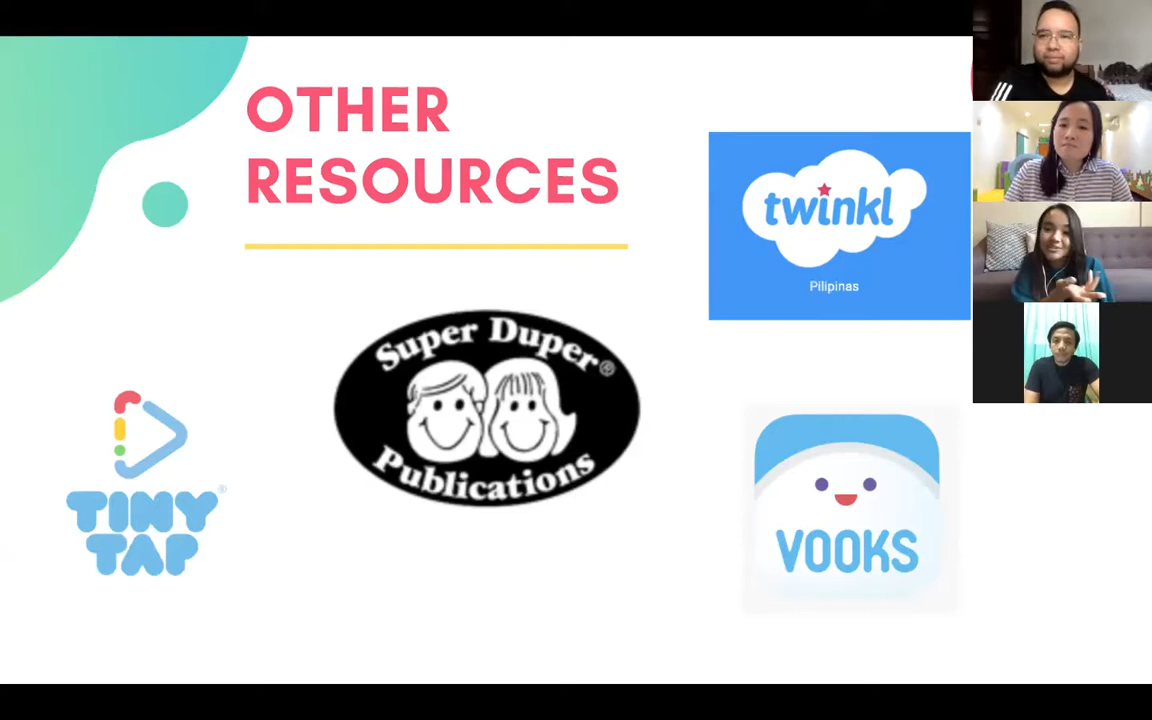 OTHER
RESOURCES
twinkl
Pilipinas
Super Duper®
Publications
TINY
TAP
®
VOOKS